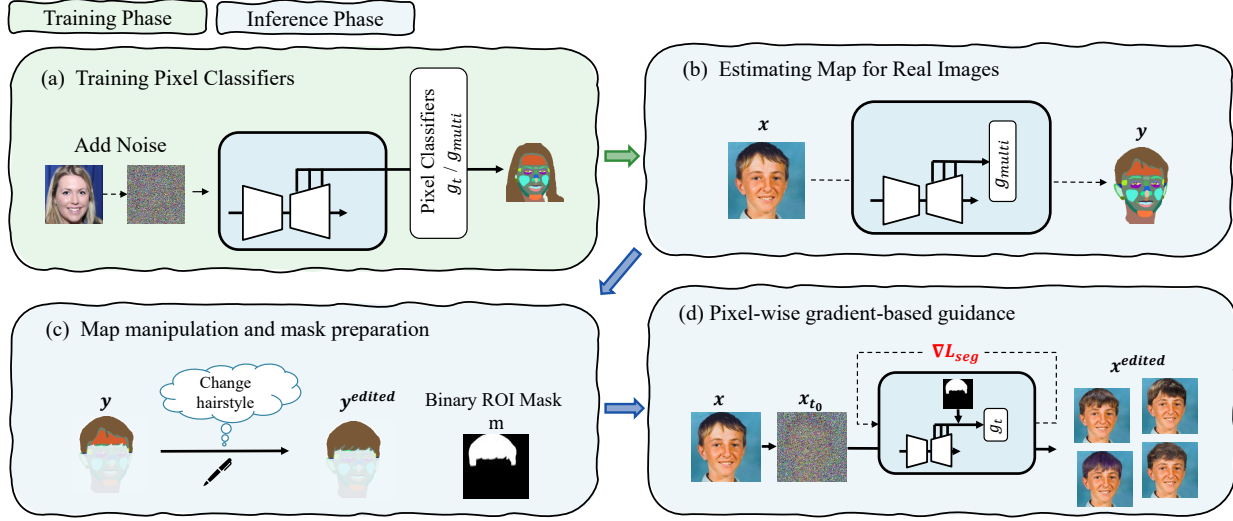 Training Phase
Inference Phase
(a) Training Pixel Classifiers
Add Noise
Pixel Classifiers
g_t / g_multi
(b) Estimating Map for Real Images
x
g_multi
y
(c) Map manipulation and mask preparation
Change
hairstyle
y
y^edited
Binary ROI Mask
m
(d) Pixel-wise gradient-based guidance
∇L_seg
x
x_t_0
g_t
x^edited